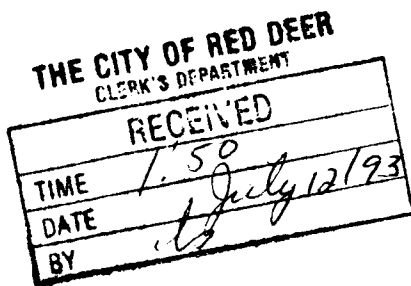 THE CITY OF RED DEER
CLERK'S DEPARTMENT
RECEIVED
TIME 1:50
DATE July 12/93
BY